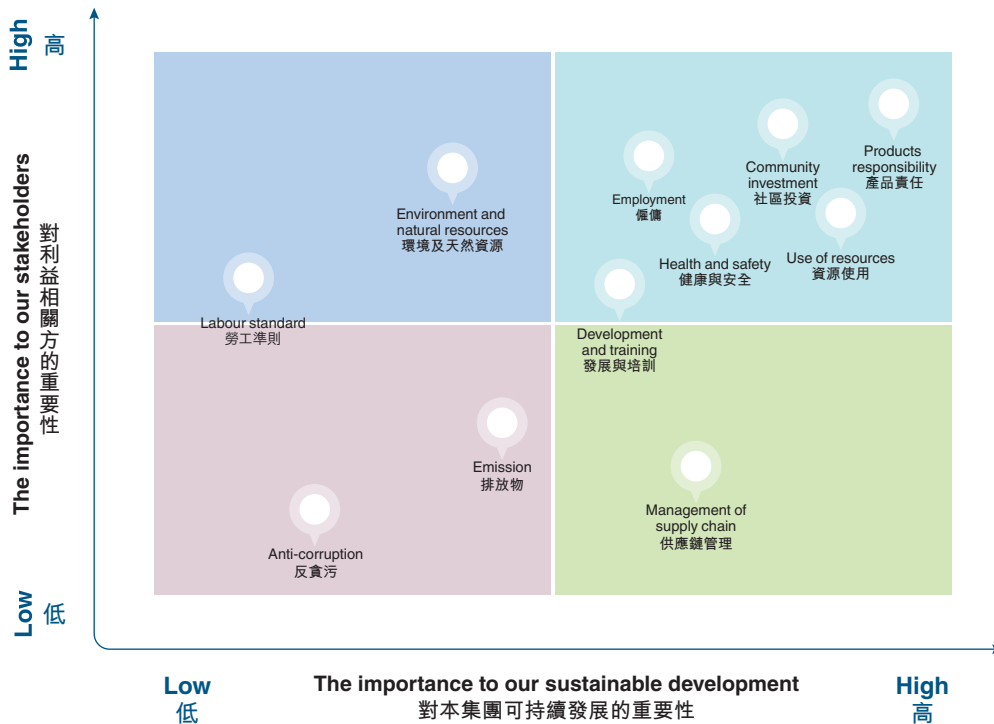 High 高
The importance to our stakeholders
對利益相關方的重要性
Low 低
Products
responsibility
產品責任
Community
investment
社區投資
Employment
僱傭
Environment and
natural resources
環境及天然資源
Health and safety
健康與安全
Use of resources
資源使用
Labour standard
勞工準則
Development
and training
發展與培訓
Emission
排放物
Management of
supply chain
供應鏈管理
Anti-corruption
反貪污
Low
低
The importance to our sustainable development
對本集團可持續發展的重要性
High
高